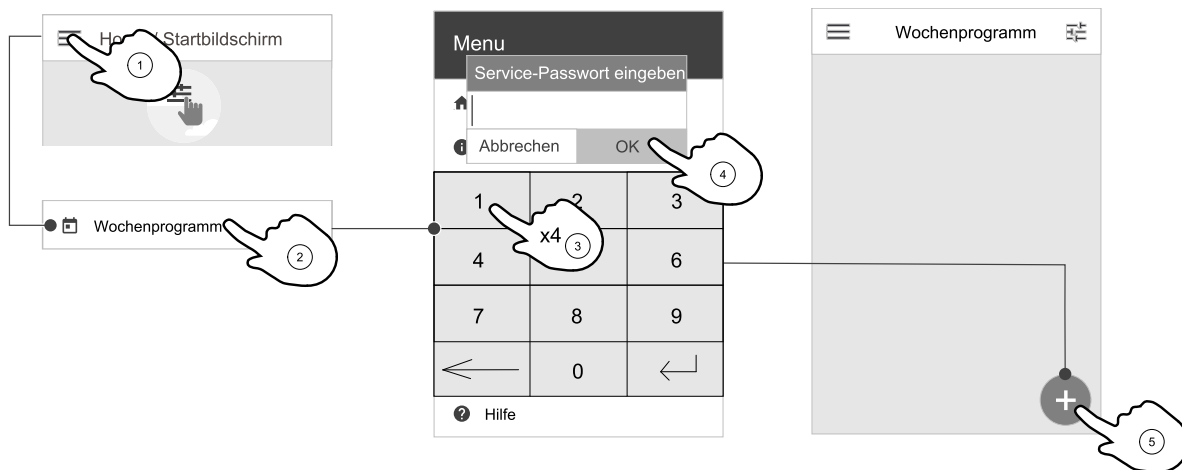 Startbildschirm
1
Wochenprogramm
2
Menu
Service-Passwort eingeben
Abbrechen OK
4
1 2 3
x4 3
4 6
7 8 9
0
Hilfe
Wochenprogramm
+
5